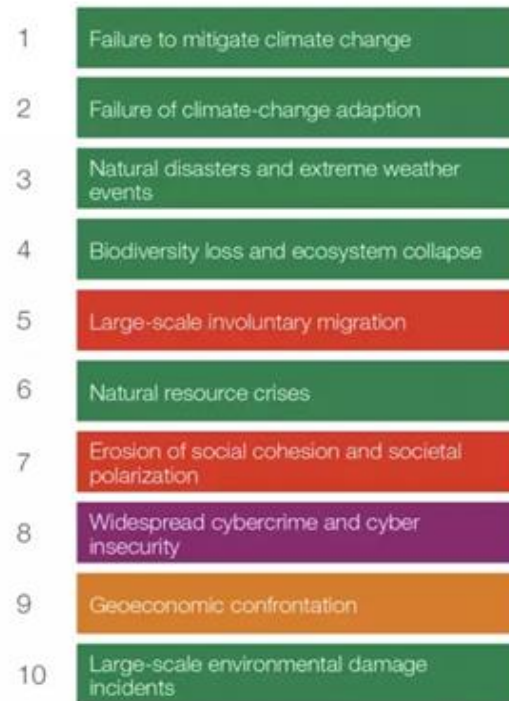 1
Failure to mitigate climate change
2
Failure of climate-change adaption
3
Natural disasters and extreme weather
events
4
Biodiversity loss and ecosystem collapse
5
Large-scale involuntary migration
6
Natural resource crises
7
Erosion of social cohesion and societal
polarization
8
Widespread cybercrime and cyber
insecurity
9
Geoeconomic confrontation
10
Large-scale environmental damage
incidents